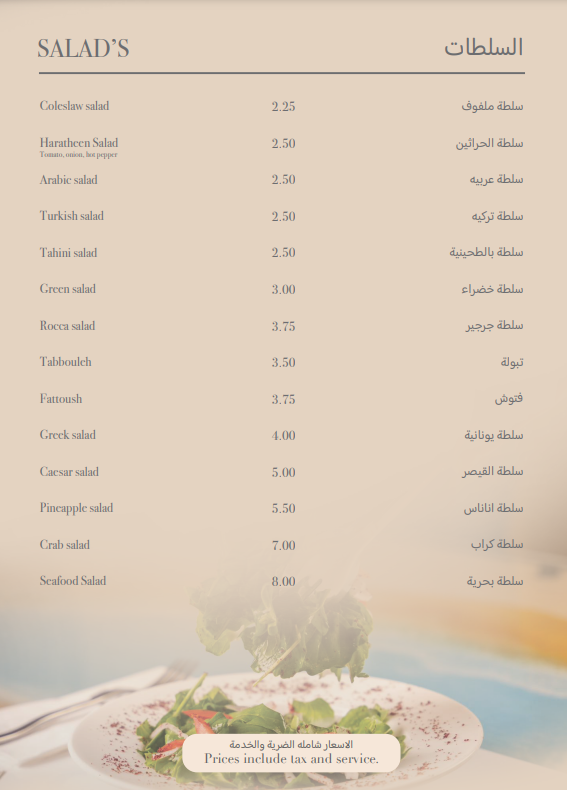 SALAD'S السلطات
Coleslaw salad 2.25 سلطة ملفوف
Haratheen Salad 2.50 سلطة الحراثين
Tomato, onion, hot pepper
Arabic salad 2.50 سلطة عربيه
Turkish salad 2.50 سلطة تركيه
Tahini salad 2.50 سلطة بالطحينية
Green salad 3.00 سلطة خضراء
Rocca salad 3.75 سلطة جرجير
Tabbouleh 3.50 تبولة
Fattoush 3.75 فتوش
Greek salad 4.00 سلطة يونانية
Caesar salad 5.00 سلطة القيصر
Pineapple salad 5.50 سلطة اناناس
Crab salad 7.00 سلطة كراب
Seafood Salad 8.00 سلطة بحرية
الاسعار شامله الضربة والخدمة
Prices include tax and service.